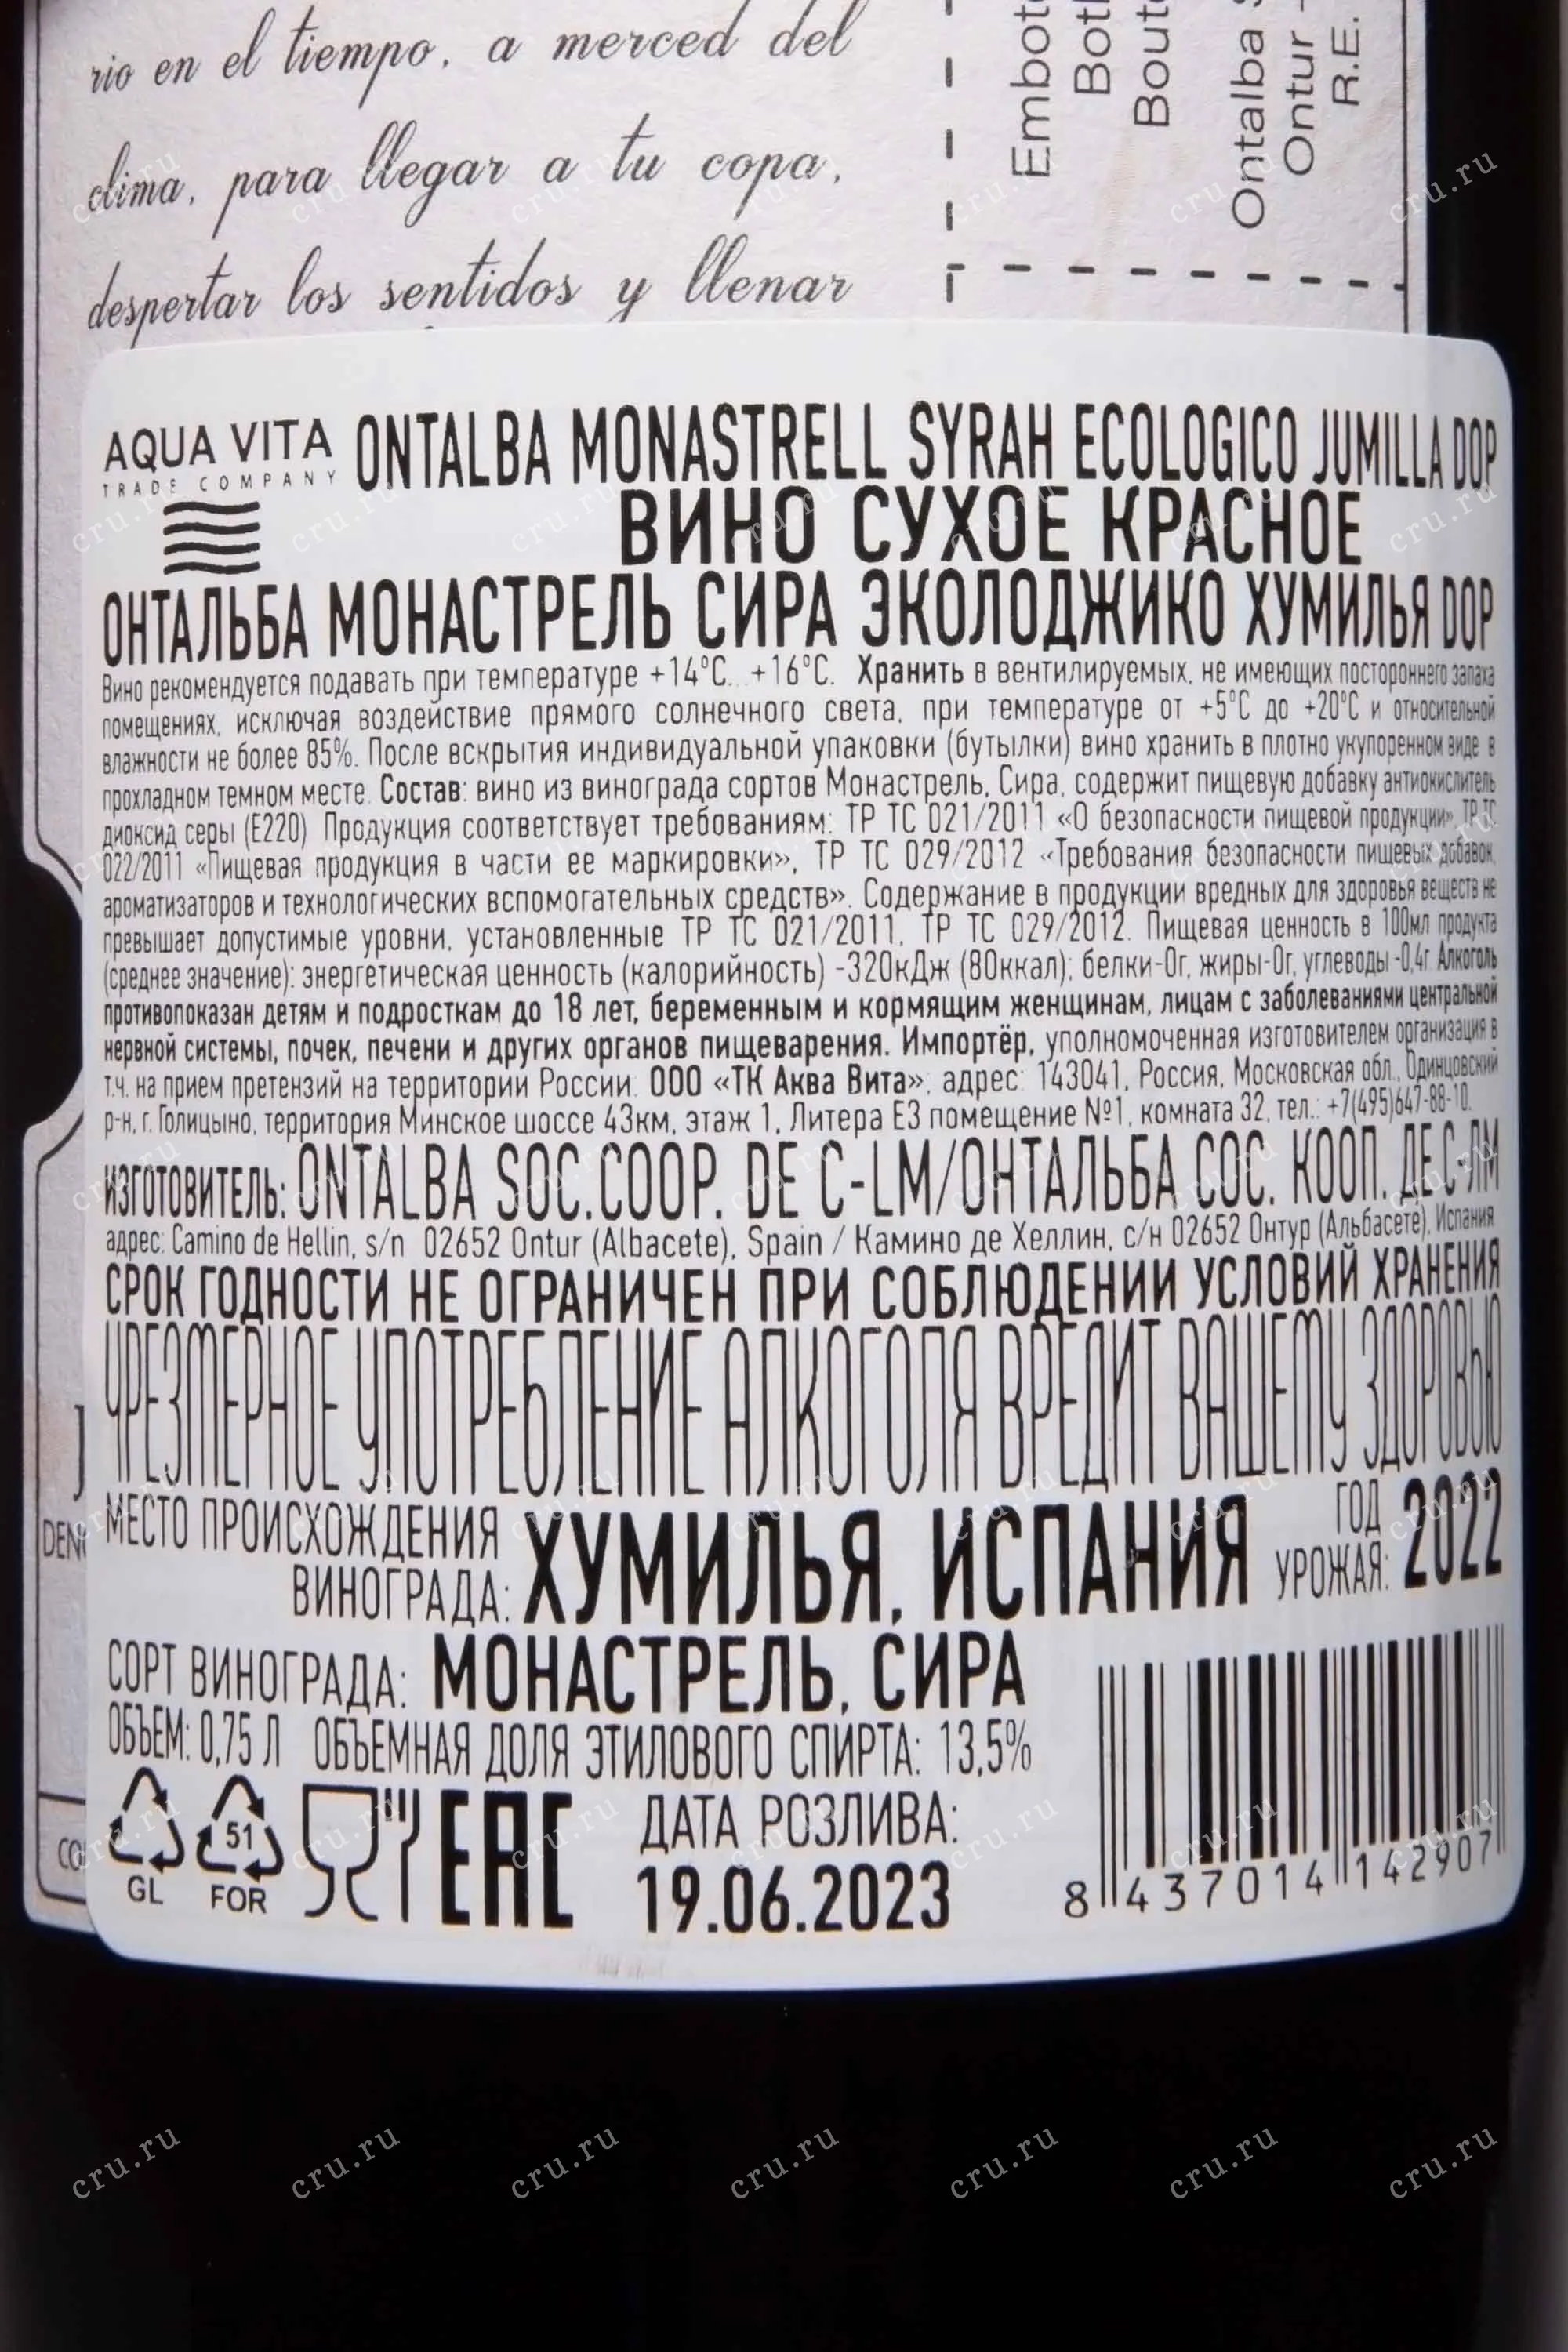 rio en el tiempo, a merced del
clima, para llegar a tu copa,
despertar los sentidos y llenar
Ontalba
Ontur -
R.E.
AQUA VITA
TRADE COMPANY
ONTALBA MONASTRELL SYRAH ECOLOGICO JUMILLA DOP
ВИНО СУХОЕ КРАСНОЕ
ОНТАЛЬБА МОНАСТРЕЛЬ СИРА ЭКОЛОДЖИКО ХУМИЛЬЯ DOP
Вино рекомендуется подавать при температуре +14°С...+16°С. Хранить в вентилируемых, не имеющих постороннего запаха
помещениях, исключая воздействие прямого солнечного света, при температуре от +5°С до +20°С и относительной
влажности не более 85%. После вскрытия индивидуальной упаковки (бутылки) вино хранить в плотно укупоренном виде в
прохладном темном месте. Состав: вино из винограда сортов Монастрель, Сира, содержит пищевую добавку антиокислитель
диоксид серы (Е220) Продукция соответствует требованиям: ТР ТС 021/2011 «О безопасности пищевой продукции», ТР ТС
022/2011 «Пищевая продукция в части ее маркировки», ТР ТС 029/2012 «Требования безопасности пищевых добавок,
ароматизаторов и технологических вспомогательных средств». Содержание в продукции вредных для здоровья веществ не
превышает допустимые уровни, установленные ТР ТС 021/2011, ТР ТС 029/2012. Пищевая ценность в 100мл продукта
(среднее значение): энергетическая ценность (калорийность) -320кДж (80ккал); белки-0г, жиры-0г, углеводы -0,4г. Алкоголь
противопоказан детям и подросткам до 18 лет, беременным и кормящим женщинам, лицам с заболеваниями центральной
нервной системы, почек, печени и других органов пищеварения. Импортёр, уполномоченная изготовителем организация в
т.ч. на прием претензий на территории России: ООО «ТК Аква Вита», адрес: 143041, Россия, Московская обл., Одинцовский
р-н, г. Голицыно, территория Минское шоссе 43км, этаж 1, Литера Е3 помещение №1, комната 32, тел.: +7(495)647-88-10.
ИЗГОТОВИТЕЛЬ: ONTALBA SOC.COOP. DE C-LM/ОНТАЛЬБА СОС. КООП. ДЕ С-ЛМ
адрес: Camino de Hellin, s/n 02652 Ontur (Albacete), Spain / Камино де Хеллин, с/н 02652 Онтур (Альбасете), Испания
СРОК ГОДНОСТИ НЕ ОГРАНИЧЕН ПРИ СОБЛЮДЕНИИ УСЛОВИЙ ХРАНЕНИЯ
ЧРЕЗМЕРНОЕ УПОТРЕБЛЕНИЕ АЛКОГОЛЯ ВРЕДИТ ВАШЕМУ ЗДОРОВЬЮ
МЕСТО ПРОИСХОЖДЕНИЯ
ВИНОГРАДА: ХУМИЛЬЯ, ИСПАНИЯ
ГОД
УРОЖАЯ: 2022
СОРТ ВИНОГРАДА: МОНАСТРЕЛЬ, СИРА
ОБЪЕМ: 0,75 Л ОБЪЕМНАЯ ДОЛЯ ЭТИЛОВОГО СПИРТА: 13,5%
GL
51
FOR
EAC
ДАТА РОЗЛИВА:
19.06.2023
8 437014 142907
cru.ru